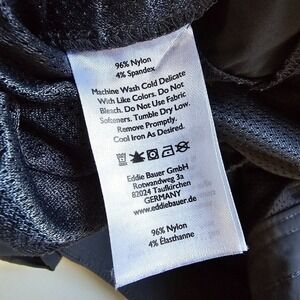 96% Nylon
4% Spandex
Machine Wash Cold Delicate
With Like Colors. Do Not
Bleach. Do Not Use Fabric
Softeners. Tumble Dry Low.
Remove Promptly.
Cool Iron As Desired.
Eddie Bauer GmbH
Rotwandweg 3a
82024 Taufkirchen
GERMANY
www.eddiebauer.de
96% Nylon
4% Élasthanne